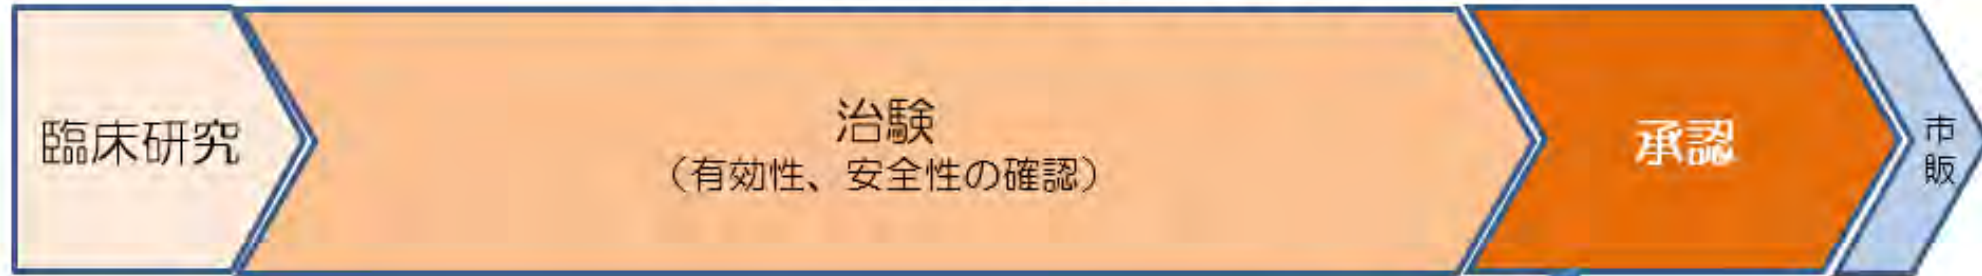 臨床研究
治験
（有効性、安全性の確認）
承認
市販